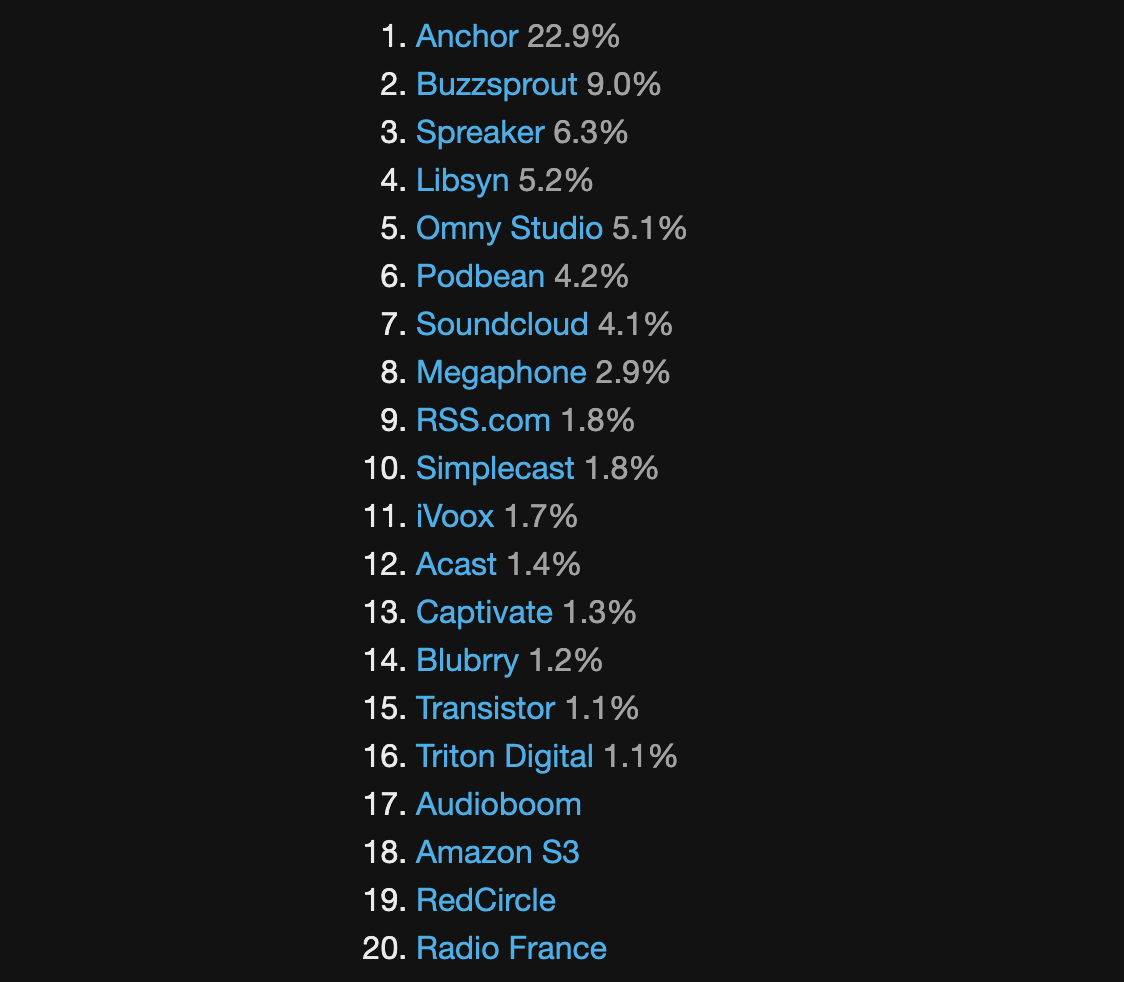 1. Anchor 22.9%
2. Buzzsprout 9.0%
3. Spreaker 6.3%
4. Libsyn 5.2%
5. Omny Studio 5.1%
6. Podbean 4.2%
7. Soundcloud 4.1%
8. Megaphone 2.9%
9. RSS.com 1.8%
10. Simplecast 1.8%
11. iVoox 1.7%
12. Acast 1.4%
13. Captivate 1.3%
14. Blubrry 1.2%
15. Transistor 1.1%
16. Triton Digital 1.1%
17. Audioboom
18. Amazon S3
19. RedCircle
20. Radio France